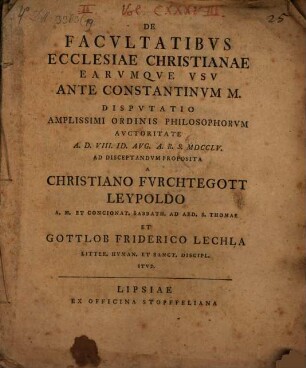 25
DE
FACVLTATIBVS
ECCLESIAE CHRISTIANAE
EARVMQVE VSV
ANTE CONSTANTINVM M.
DISPVTATIO
AMPLISSIMI ORDINIS PHILOSOPHORVM
AVCTORITATE
A. D. VIII. ID. AVG. A. R. S. MDCCLV.
AD DISCEPTANDVM PROPOSITA
A
CHRISTIANO FVRCHTEGOTT
LEYPOLDO
A. M. ET CONCIONAT. SABBATH. AD AED. S. THOMAE
ET
GOTTLOB FRIDERICO LECHLA
LITTER. HVMAN. ET SANCT. DISCIPL.
STVD.
LIPSIAE
EX OFFICINA STOPFFELIANA